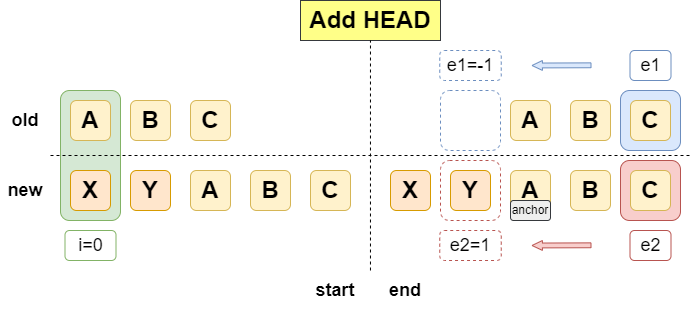 Add HEAD
e1=-1 e1
old A B C A B C
new X Y A B C X Y A B C
anchor
i=0 e2=1 e2
start end